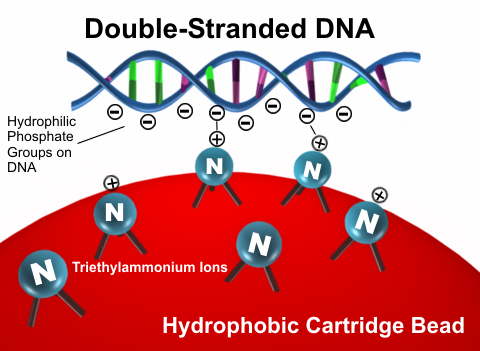 Double-Stranded DNA
Hydrophilic
Phosphate
Groups on
DNA
− − − − − − − −
+ +
N N
+ +
N N
N N
Triethylammonium Ions
Hydrophobic Cartridge Bead